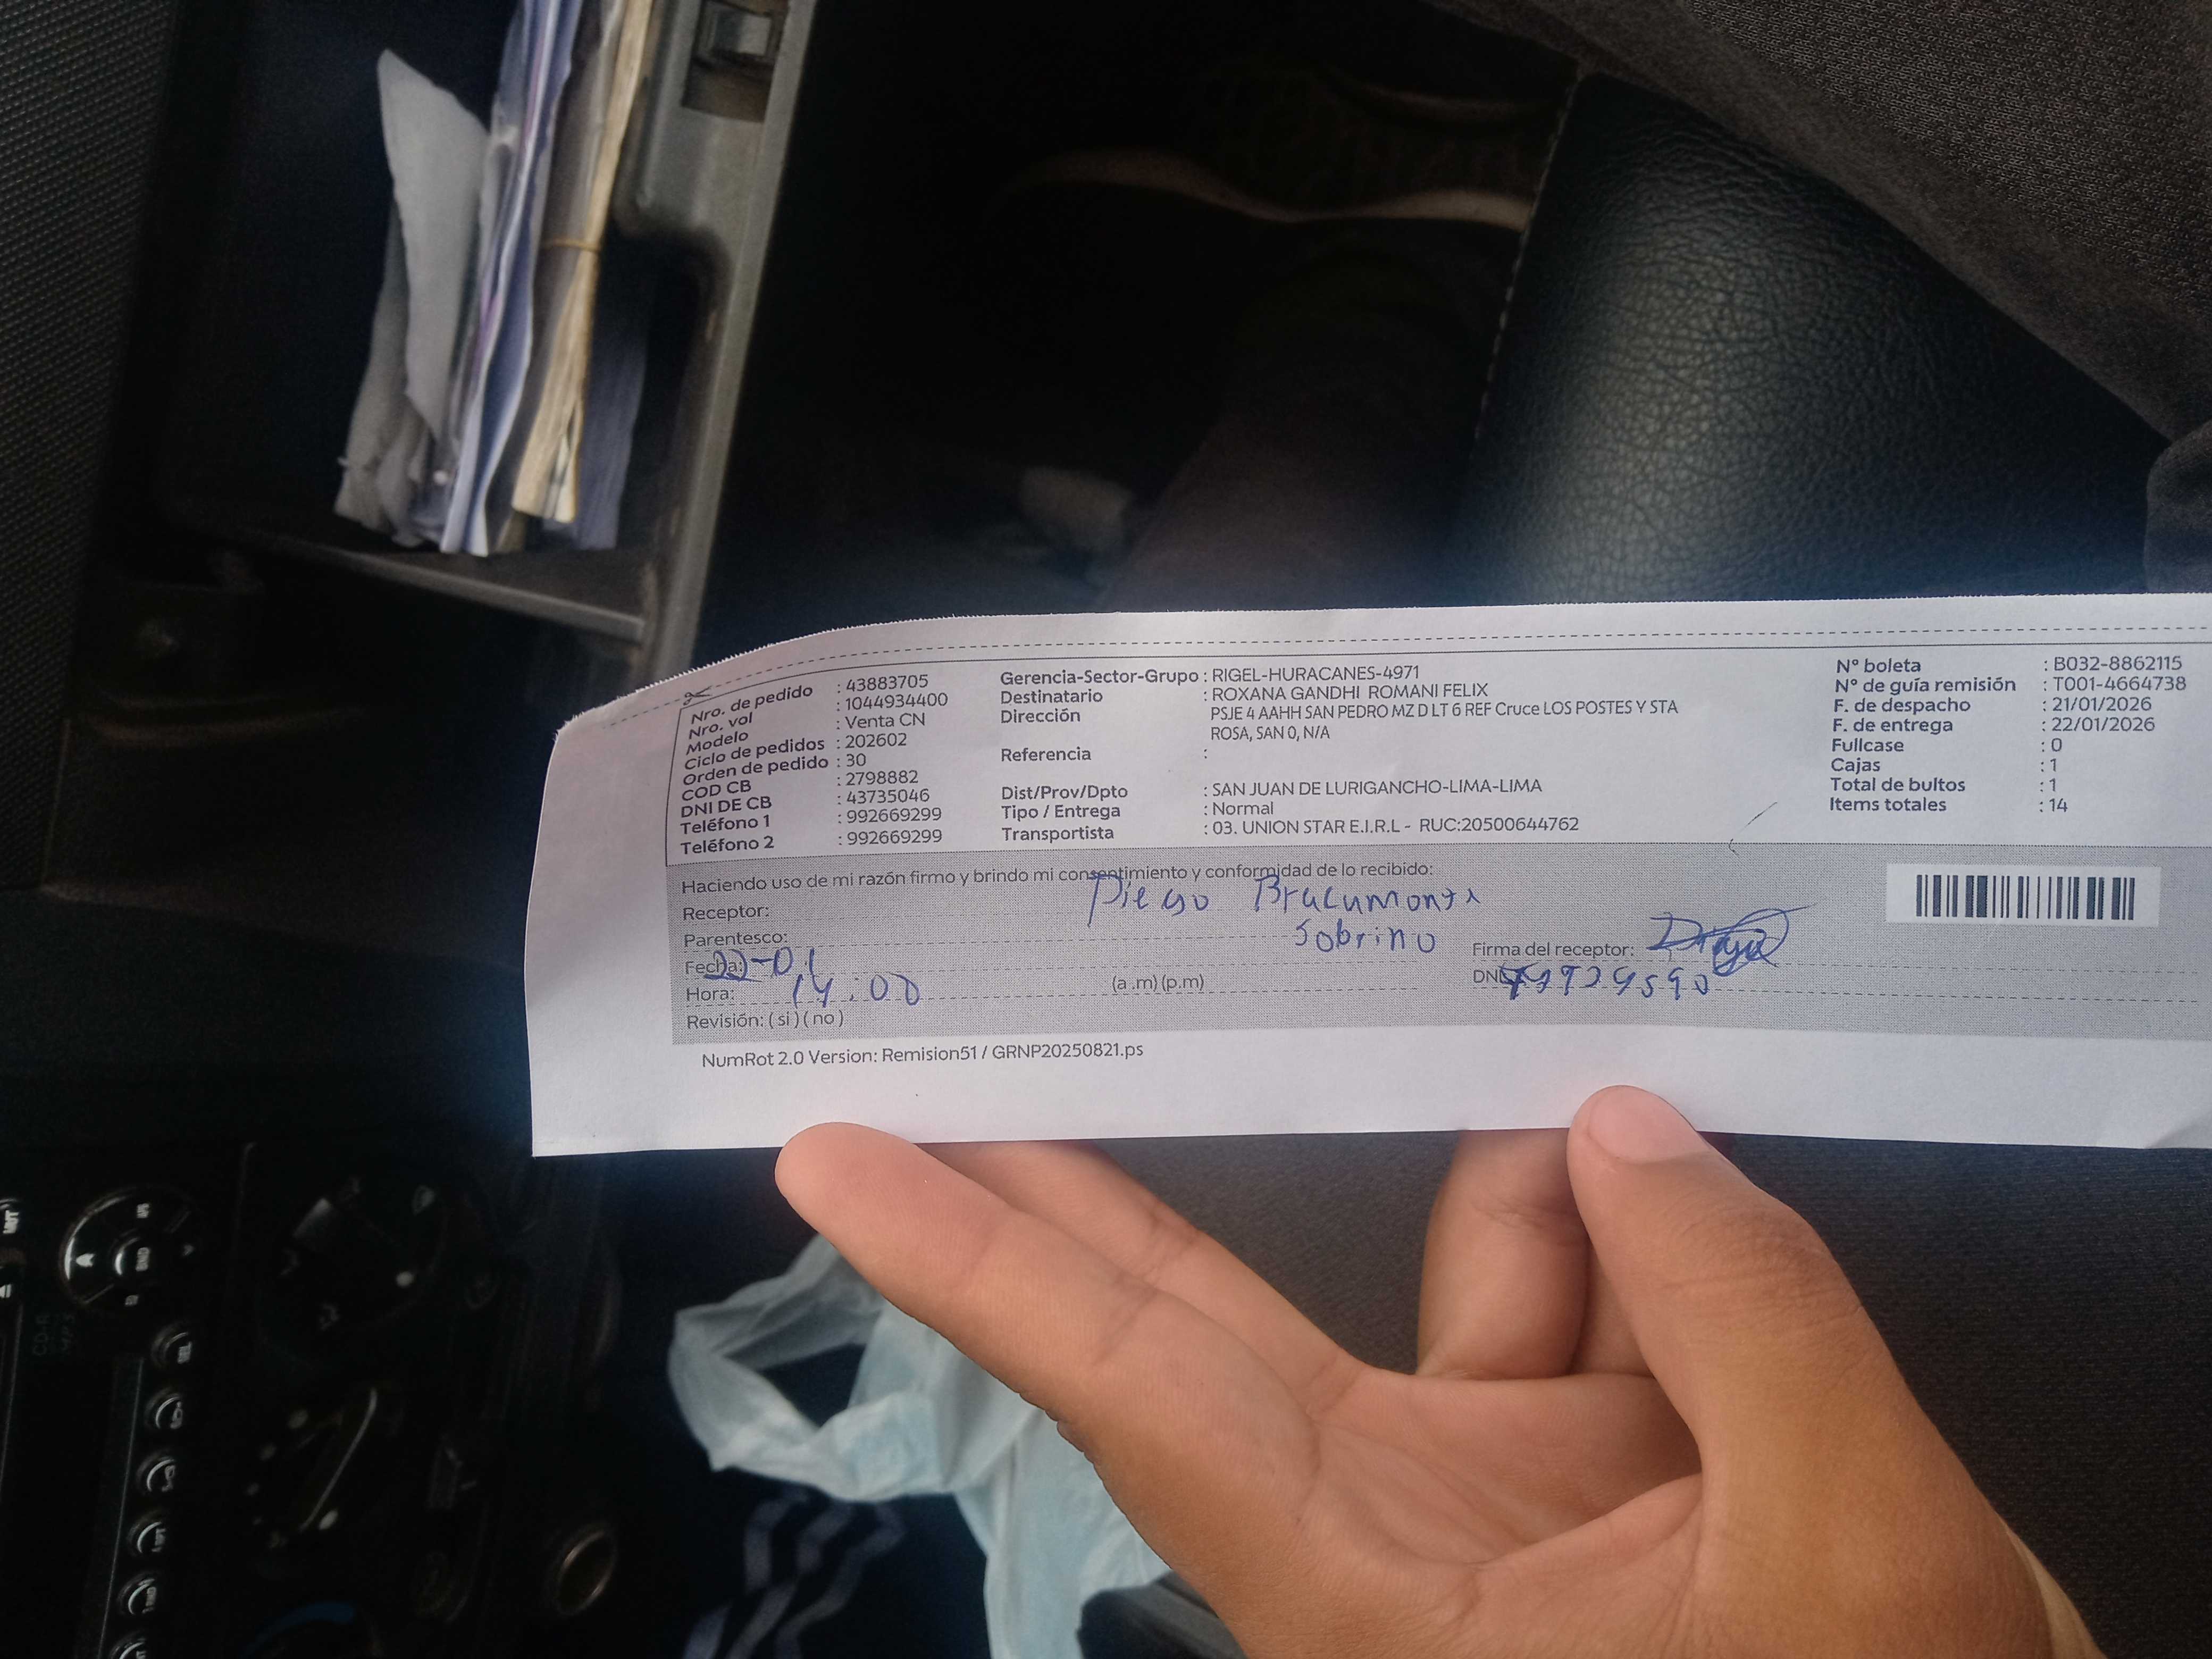 Nro. de pedido : 43883705
Nro. vol : 1044934400
Modelo : Venta CN
Ciclo de pedidos : 202602
Orden de pedido : 30
COD CB : 2798882
DNI DE CB : 43735046
Teléfono 1 : 992669299
Teléfono 2 : 992669299
Gerencia-Sector-Grupo : RIGEL-HURACANES-4971
Destinatario : ROXANA GANDHI ROMANI FELIX
Dirección PSJE 4 AAHH SAN PEDRO MZ D LT 6 REF Cruce LOS POSTES Y STA
ROSA, SAN 0, N/A
Referencia :
Dist/Prov/Dpto : SAN JUAN DE LURIGANCHO-LIMA-LIMA
Tipo / Entrega : Normal
Transportista : 03. UNION STAR E.I.R.L - RUC:20500644762
Nº boleta : B032-8862115
Nº de guía remisión : T001-4664738
F. de despacho : 21/01/2026
F. de entrega : 22/01/2026
Fullcase : 0
Cajas : 1
Total de bultos : 1
Items totales : 14
Haciendo uso de mi razón firmo y brindo mi consentimiento y conformidad de lo recibido:
Receptor: Diego
Parentesco: Sobrino
Firma del receptor:
Fecha: 22-01
DNI
Hora: 14:00 (a .m) (p.m)
Revisión: ( si ) ( no )
NumRot 2.0 Version: Remision51 / GRNP20250821.ps